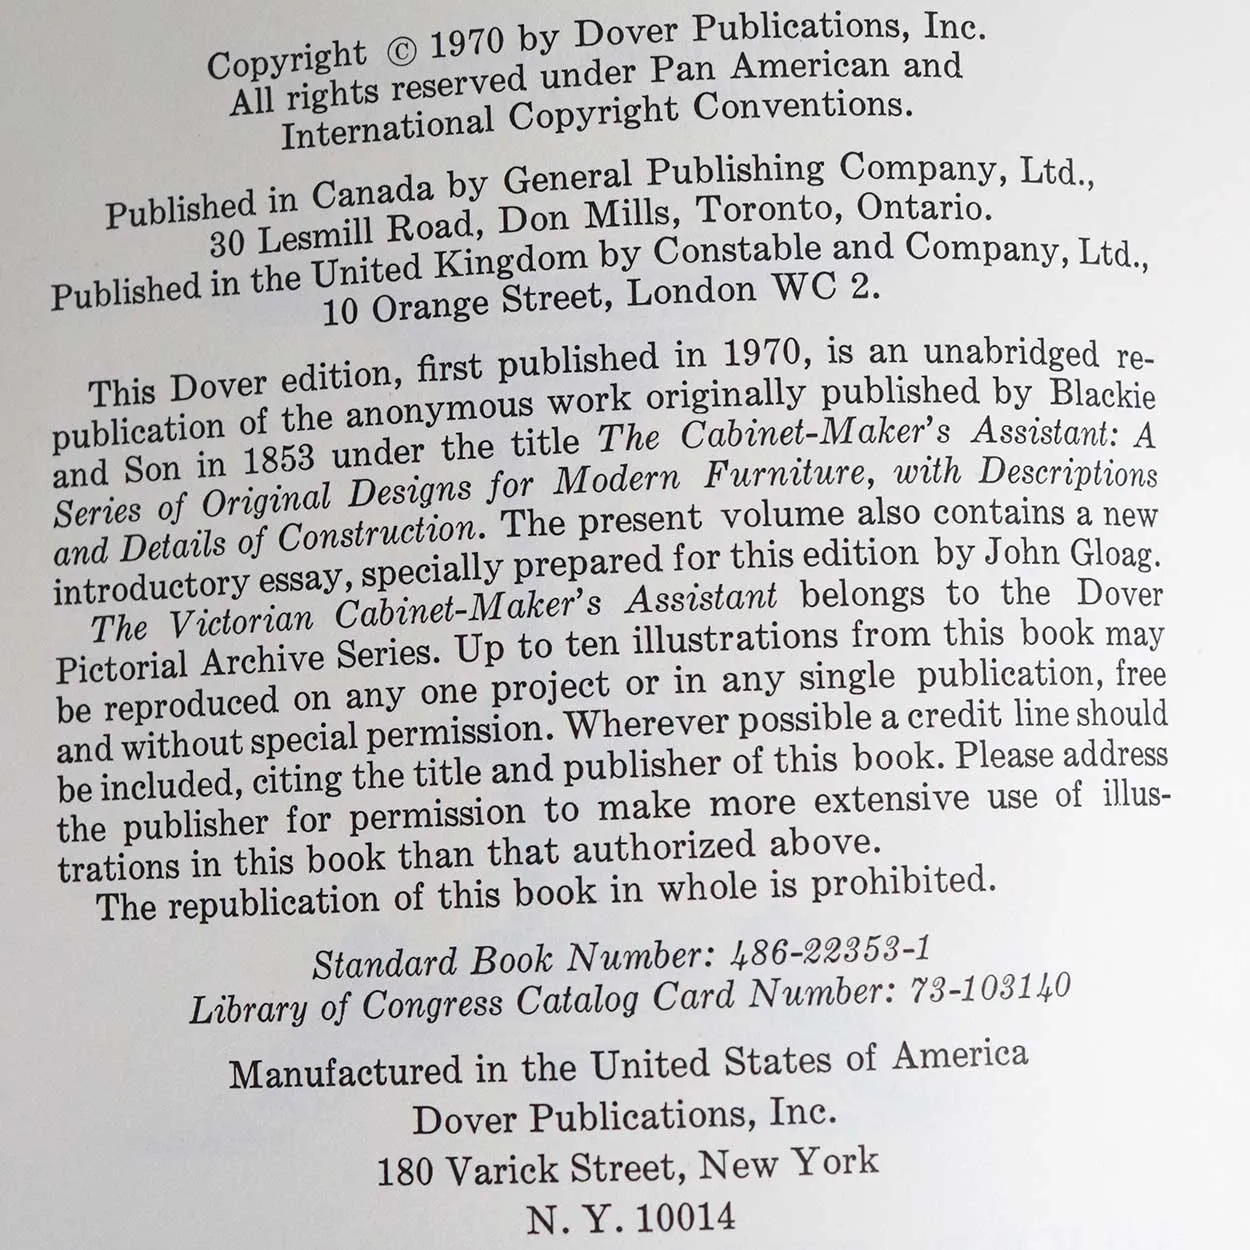 Copyright © 1970 by Dover Publications, Inc.
All rights reserved under Pan American and
International Copyright Conventions.
Published in Canada by General Publishing Company, Ltd.,
30 Lesmill Road, Don Mills, Toronto, Ontario.
Published in the United Kingdom by Constable and Company, Ltd.,
10 Orange Street, London WC 2.
This Dover edition, first published in 1970, is an unabridged re-
publication of the anonymous work originally published by Blackie
and Son in 1853 under the title The Cabinet-Maker's Assistant: A
Series of Original Designs for Modern Furniture, with Descriptions
and Details of Construction. The present volume also contains a new
introductory essay, specially prepared for this edition by John Gloag.
The Victorian Cabinet-Maker's Assistant belongs to the Dover
Pictorial Archive Series. Up to ten illustrations from this book may
be reproduced on any one project or in any single publication, free
and without special permission. Wherever possible a credit line should
be included, citing the title and publisher of this book. Please address
the publisher for permission to make more extensive use of illus-
trations in this book than that authorized above.
The republication of this book in whole is prohibited.
Standard Book Number: 486-22353-1
Library of Congress Catalog Card Number: 73-103140
Manufactured in the United States of America
Dover Publications, Inc.
180 Varick Street, New York
N. Y. 10014